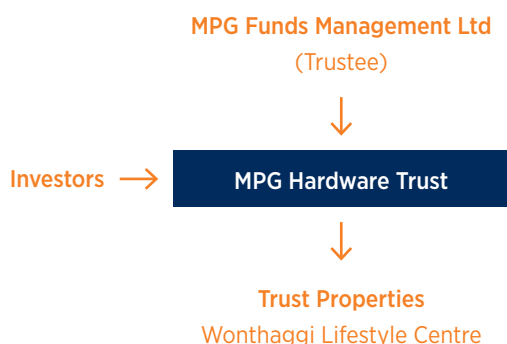 MPG Funds Management Ltd
(Trustee)
Investors
MPG Hardware Trust
Trust Properties
Wonthaggi Lifestyle Centre